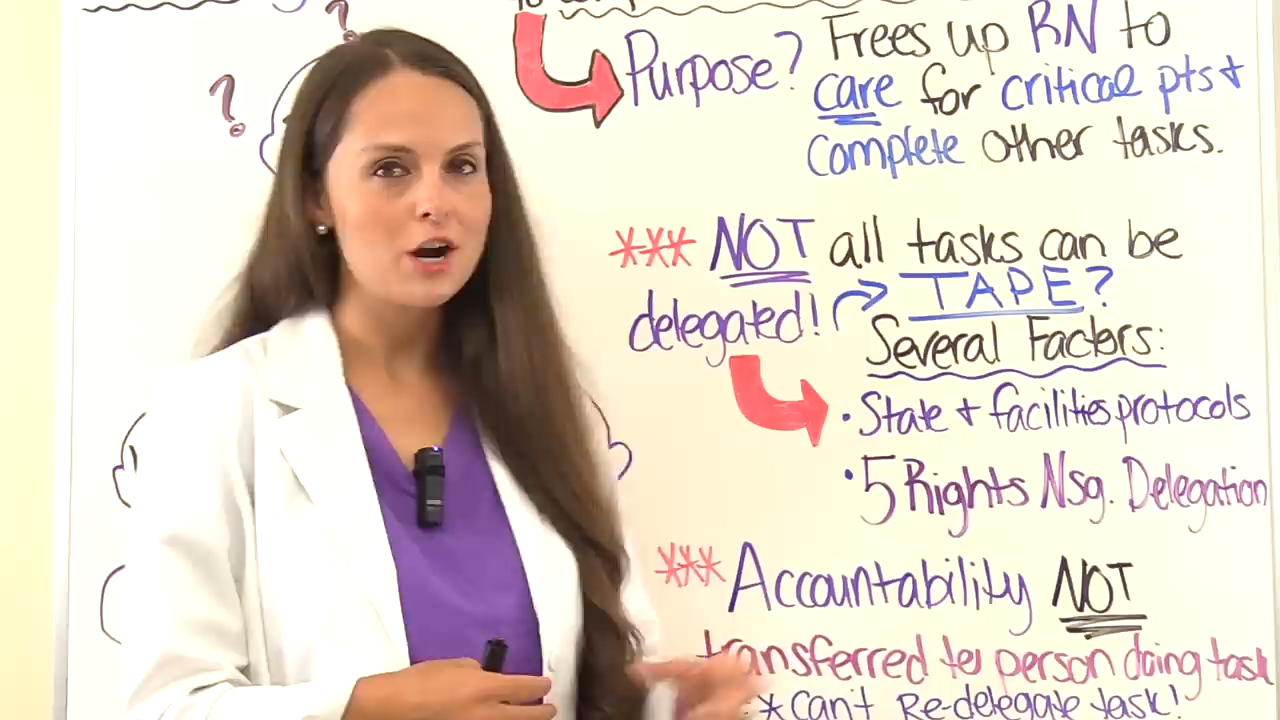 ?
?
Purpose? Frees up RN to
care for critical pts +
complete other tasks.
*** NOT all tasks can be
delegated! TAPE?
Several Factors:
• State + facilities protocols
• 5 Rights Nsg. Delegation
*** Accountability NOT
transferred to person doing task
* Can't Re-delegate task!